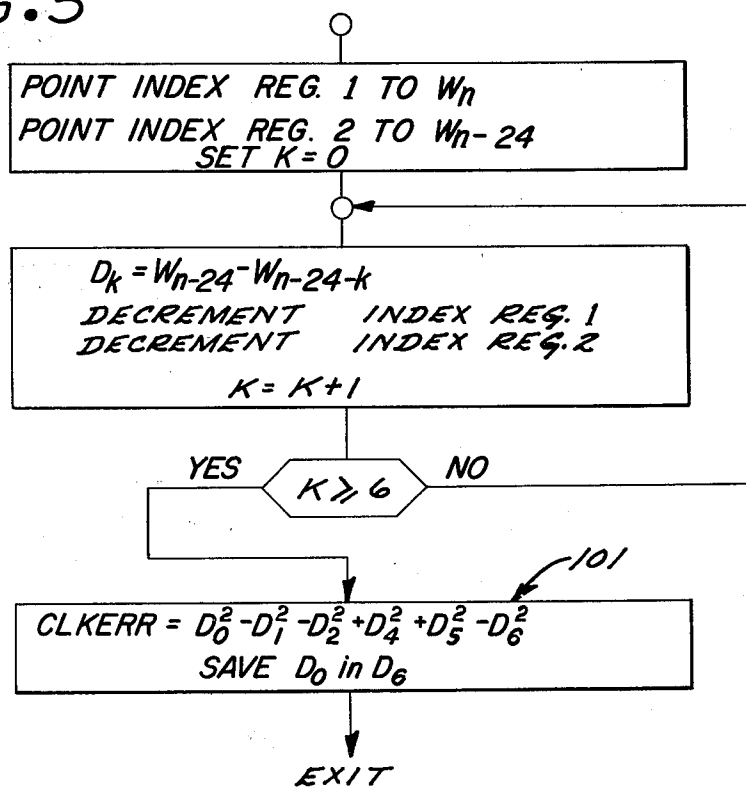 G.5
POINT INDEX REG. 1 TO Wn
POINT INDEX REG. 2 TO Wn-24
SET K=0
Dk = Wn-24 - Wn-24-k
DECREMENT INDEX REG. 1
DECREMENT INDEX REG. 2
K = K+1
YES
K ≥ 6
NO
101
CLKERR = D0² - D1² - D2² + D4² + D5² - D6²
SAVE D0 in D6
EXIT